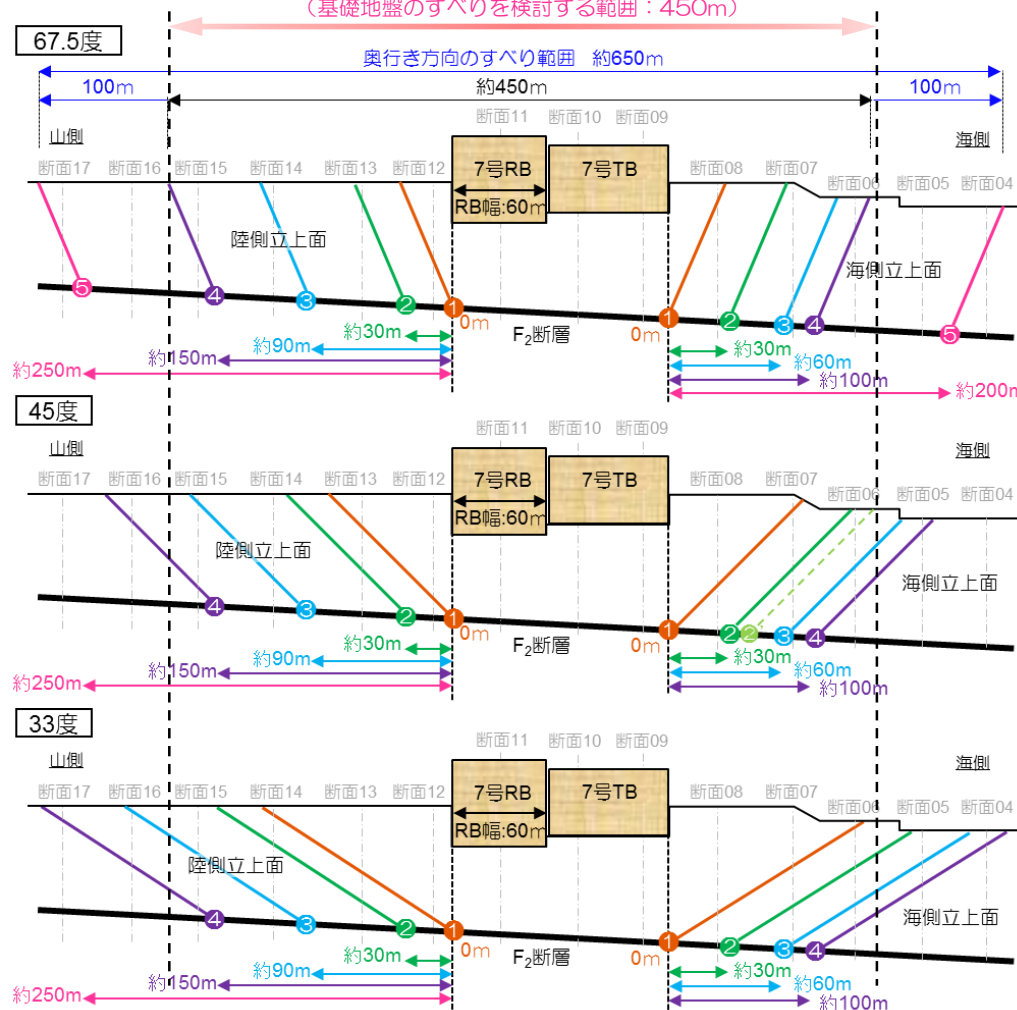 (基礎地盤のすべりを検討する範囲：450m)
67.5度
奥行き方向のすべり範囲 約650m
100m 約450m 100m
断面11 断面10 断面09
山側 海側
断面17 断面16 断面15 断面14 断面13 断面12 7号RB 7号TB 断面08 断面07 断面06 断面05 断面04
RB幅:60m
陸側立上面 海側立上面
5 4 3 2 1 1 2 3 4 5
0m F2断層 0m
約30m 約30m
約90m 約60m
約150m 約100m
約250m 約200m
45度
断面11 断面10 断面09
山側 海側
断面17 断面16 断面15 断面14 断面13 断面12 7号RB 7号TB 断面08 断面07 断面06 断面05 断面04
RB幅:60m
陸側立上面 海側立上面
4 3 2 1 1 2 2 3 4
0m F2断層 0m
約30m 約30m
約90m 約60m
約150m 約100m
約250m
33度
断面11 断面10 断面09
山側 海側
断面17 断面16 断面15 断面14 断面13 断面12 7号RB 7号TB 断面08 断面07 断面06 断面05 断面04
RB幅:60m
陸側立上面 海側立上面
4 3 2 1 1 2 3 4
0m F2断層 0m
約30m 約30m
約90m 約60m
約150m 約100m
約250m